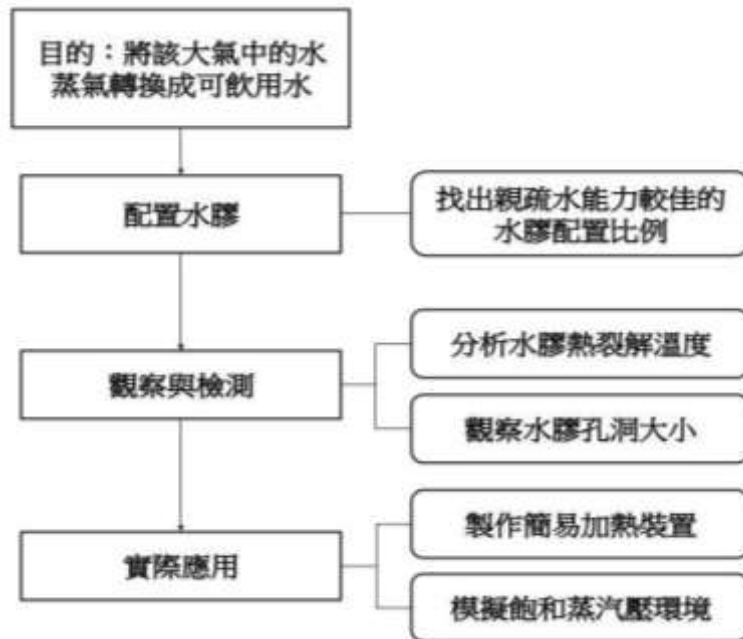 目的：將該大氣中的水
蒸氣轉換成可飲用水
配置水膠
找出親疏水能力較佳的
水膠配置比例
觀察與檢測
分析水膠熱裂解溫度
觀察水膠孔洞大小
實際應用
製作簡易加熱裝置
模擬飽和蒸汽壓環境